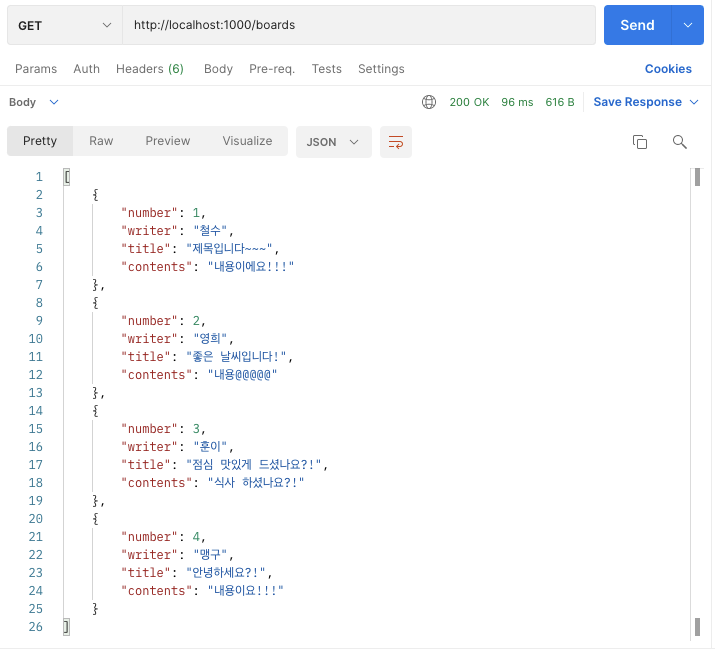 GET http://localhost:1000/boards Send
Params Auth Headers (6) Body Pre-req. Tests Settings Cookies
Body 200 OK 96 ms 616 B Save Response
Pretty Raw Preview Visualize JSON
1 [
2 {
3 "number": 1,
4 "writer": "철수",
5 "title": "제목입니다~~~",
6 "contents": "내용이에요!!!"
7 },
8 {
9 "number": 2,
10 "writer": "영희",
11 "title": "좋은 날씨입니다!",
12 "contents": "내용@@@@@"
13 },
14 {
15 "number": 3,
16 "writer": "훈이",
17 "title": "점심 맛있게 드셨나요?!",
18 "contents": "식사 하셨나요?!"
19 },
20 {
21 "number": 4,
22 "writer": "맹구",
23 "title": "안녕하세요?!",
24 "contents": "내용이요!!!"
25 }
26 ]